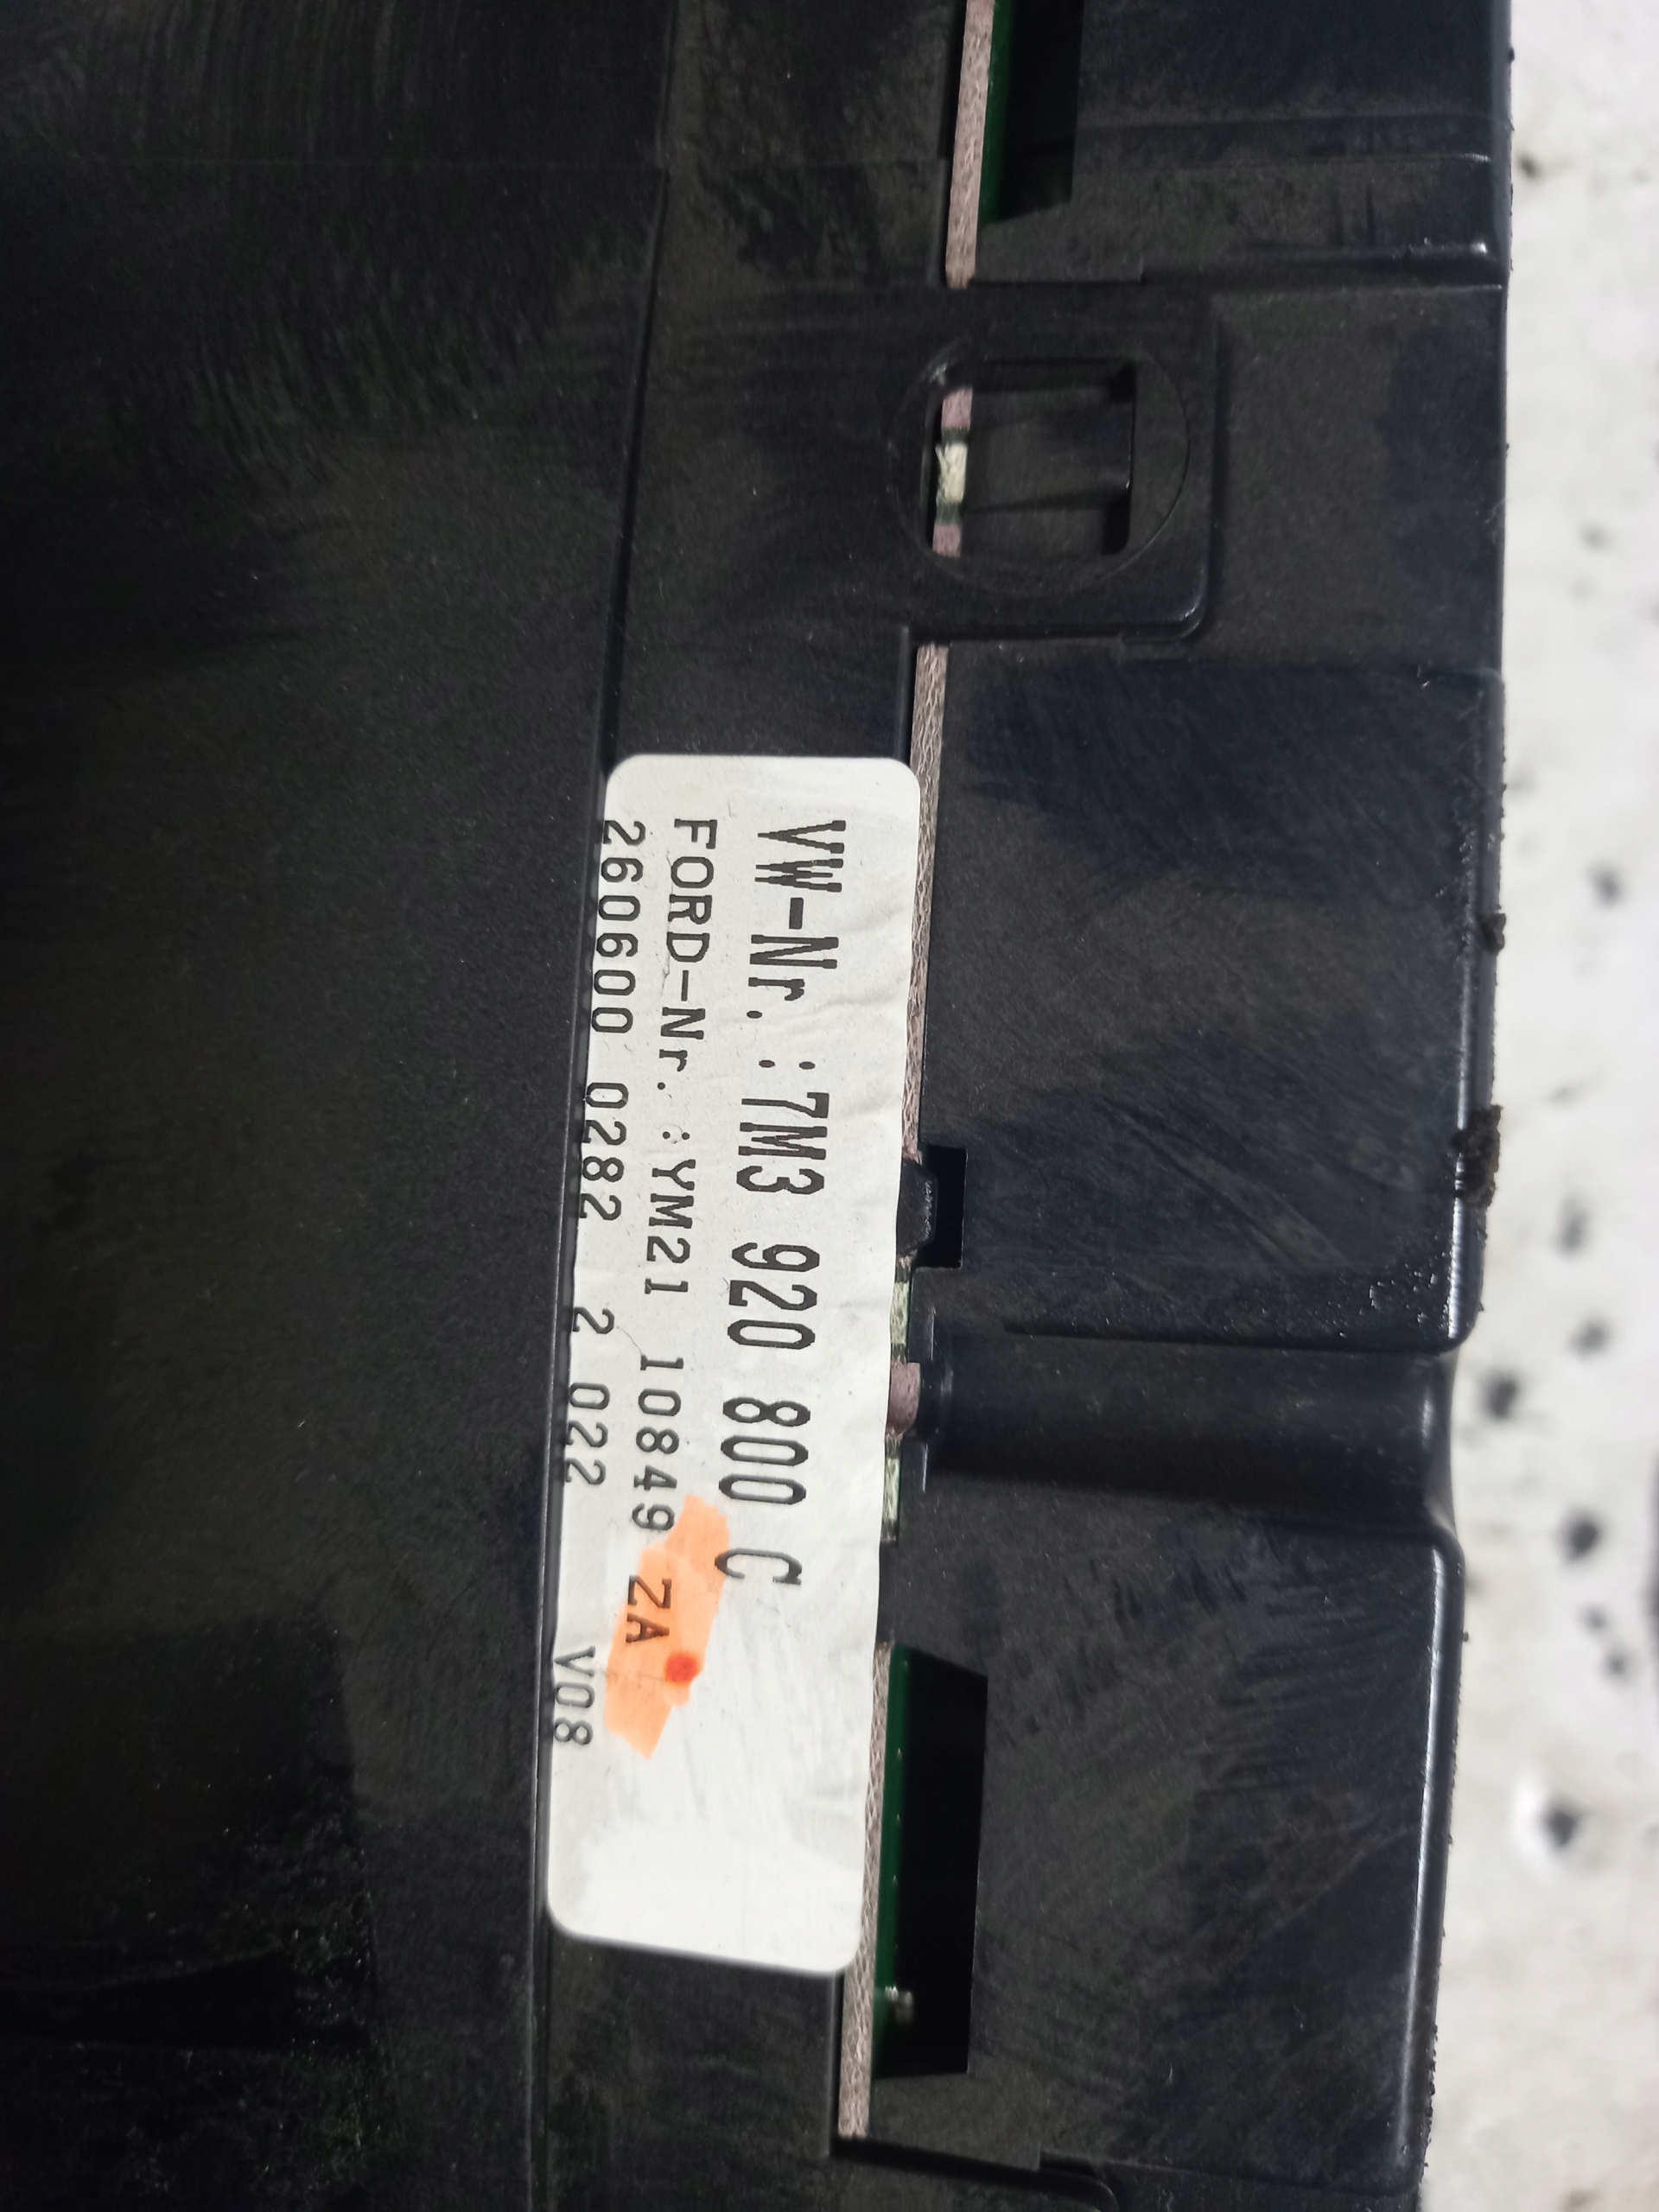 VW-Nr.:7M3 920 800 C
FORD-Nr.:YM21 10849 ZA
260600 0282 2 022 V08